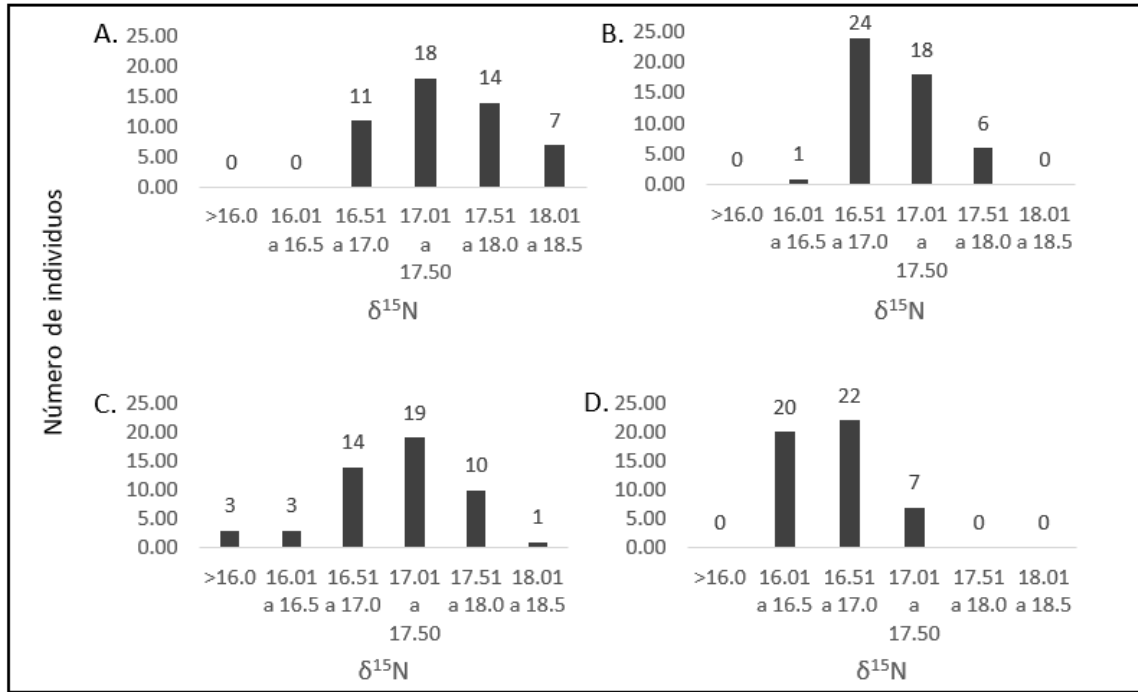 Número de individuos
A.
25.00
20.00
15.00
10.00
5.00
0.00
0
0
11
18
14
7
>16.0
16.01
a 16.5
16.51
a 17.0
17.01
a
17.50
17.51
a 18.0
18.01
a 18.5
δ¹⁵N
B.
25.00
20.00
15.00
10.00
5.00
0.00
0
1
24
18
6
0
>16.0
16.01
a 16.5
16.51
a 17.0
17.01
a
17.50
17.51
a 18.0
18.01
a 18.5
δ¹⁵N
C.
25.00
20.00
15.00
10.00
5.00
0.00
3
3
14
19
10
1
>16.0
16.01
a 16.5
16.51
a 17.0
17.01
a
17.50
17.51
a 18.0
18.01
a 18.5
δ¹⁵N
D.
25.00
20.00
15.00
10.00
5.00
0.00
0
20
22
7
0
0
>16.0
16.01
a 16.5
16.51
a 17.0
17.01
a
17.50
17.51
a 18.0
18.01
a 18.5
δ¹⁵N